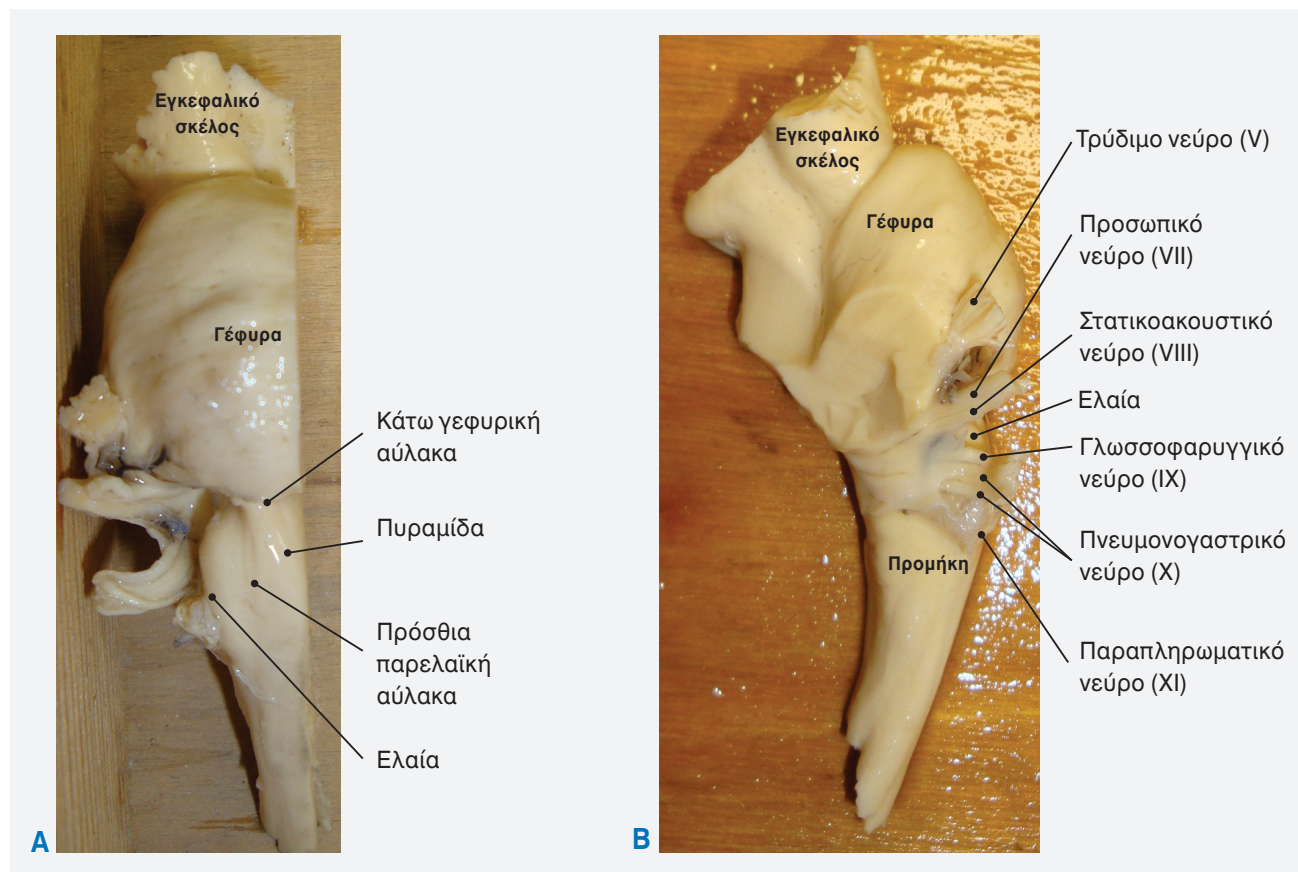 Εγκεφαλικό
σκέλος
Γέφυρα
Κάτω γεφυρική
αύλακα
Πυραμίδα
Πρόσθια
παρελαϊκή
αύλακα
Ελαία
A
Εγκεφαλικό
σκέλος
Γέφυρα
Προμήκη
Τρύδιμο νεύρο (V)
Προσωπικό
νεύρο (VII)
Στατικοακουστικό
νεύρο (VIII)
Ελαία
Γλωσσοφαρυγγικό
νεύρο (IX)
Πνευμονογαστρικό
νεύρο (X)
Παραπληρωματικό
νεύρο (XI)
B